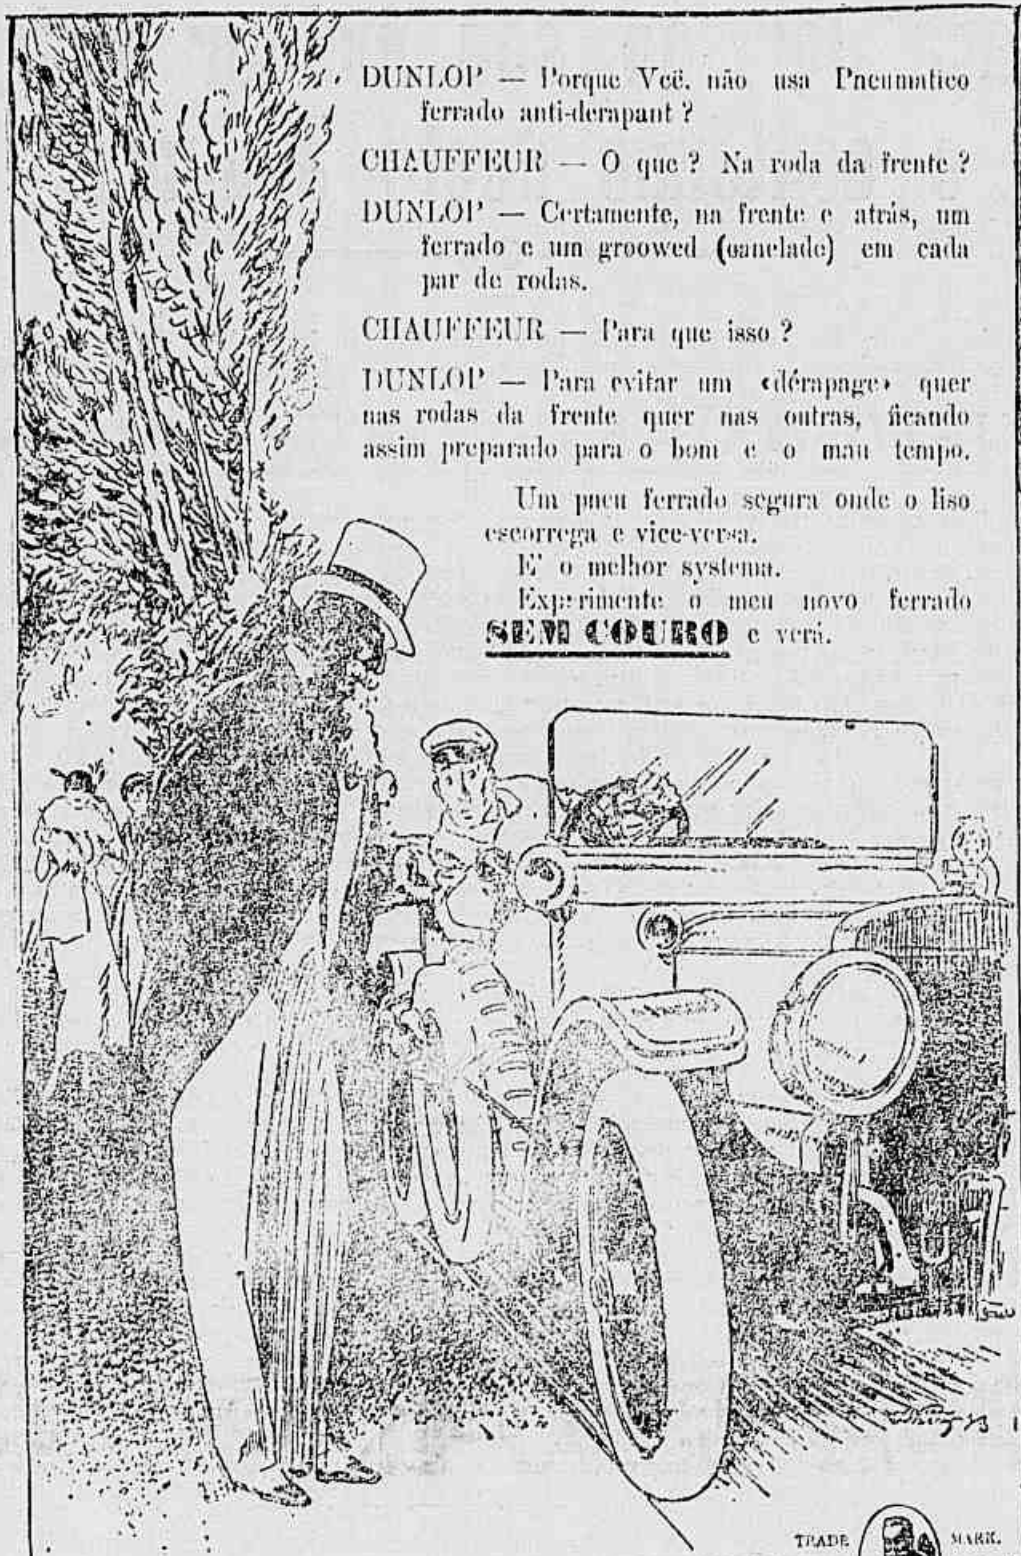 DUNLOP — Porque Vcê. não usa Pneumatico
ferrado anti-derapant ?
CHAUFFEUR — O que ? Na roda da frente ?
DUNLOP — Certamente, na frente e atrás, um
ferrado e um groowed (oanelade) em cada
par de rodas.
CHAUFFEUR — Para que isso ?
DUNLOP — Para evitar um «dérapage» quer
nas rodas da frente quer nas outras, ficando
assim preparado para o bom e o mau tempo.
Um pneu ferrado segura onde o liso
escorrega e vice-versa.
E' o melhor systema.
Experimente o meu novo ferrado
SEM COURO e verá.
TRADE MARK.